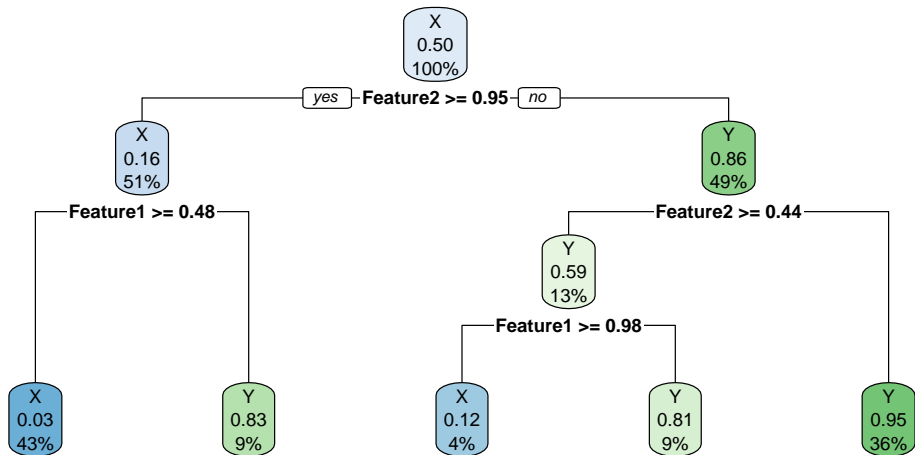 X
0.50
100%
yes Feature2 >= 0.95 no
X
0.16
51%
Y
0.86
49%
Feature1 >= 0.48
Feature2 >= 0.44
Y
0.59
13%
Feature1 >= 0.98
X
0.03
43%
Y
0.83
9%
X
0.12
4%
Y
0.81
9%
Y
0.95
36%